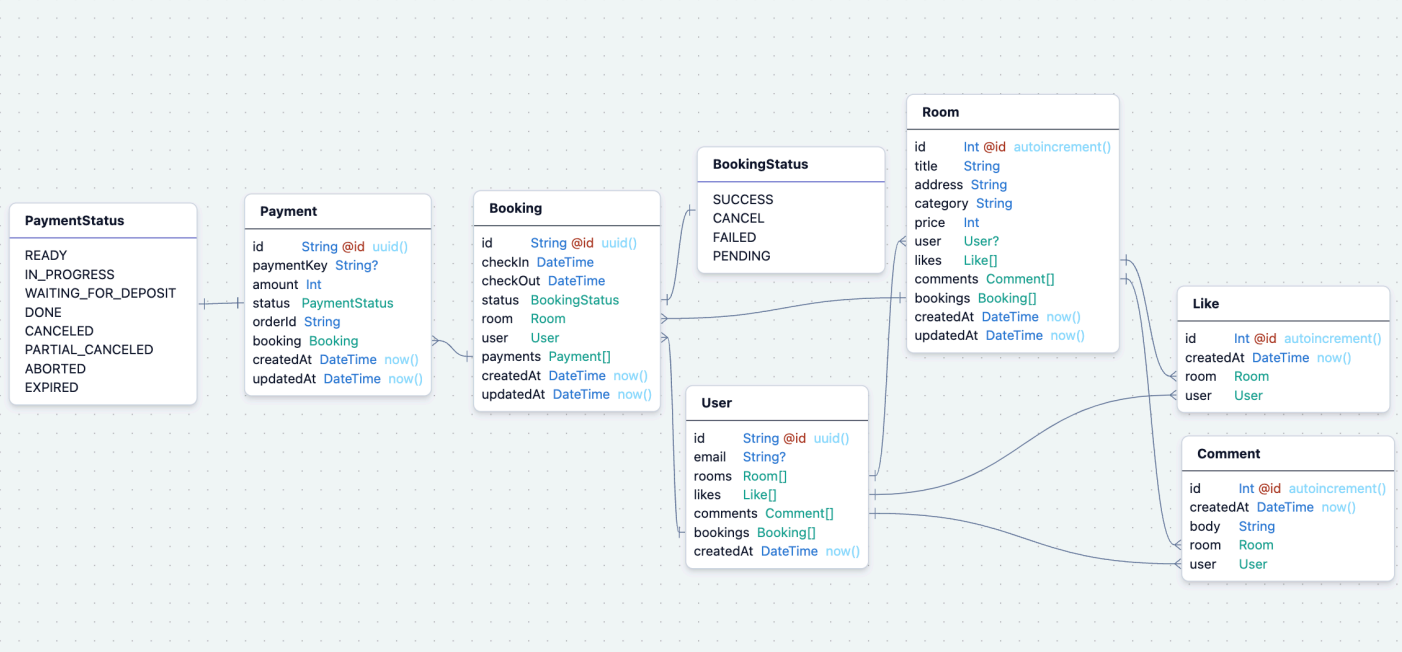 PaymentStatus
READY
IN_PROGRESS
WAITING_FOR_DEPOSIT
DONE
CANCELED
PARTIAL_CANCELED
ABORTED
EXPIRED
Payment
id String @id uuid()
paymentKey String?
amount Int
status PaymentStatus
orderId String
booking Booking
createdAt DateTime now()
updatedAt DateTime now()
Booking
id String @id uuid()
checkIn DateTime
checkOut DateTime
status BookingStatus
room Room
user User
payments Payment[]
createdAt DateTime now()
updatedAt DateTime now()
BookingStatus
SUCCESS
CANCEL
FAILED
PENDING
User
id String @id uuid()
email String?
rooms Room[]
likes Like[]
comments Comment[]
bookings Booking[]
createdAt DateTime now()
Room
id Int @id autoincrement()
title String
address String
category String
price Int
user User?
likes Like[]
comments Comment[]
bookings Booking[]
createdAt DateTime now()
updatedAt DateTime now()
Like
id Int @id autoincrement()
createdAt DateTime now()
room Room
user User
Comment
id Int @id autoincrement()
createdAt DateTime now()
body String
room Room
user User